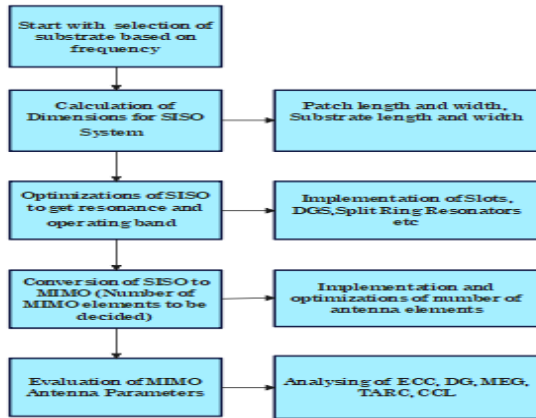 Start with selection of
substrate based on
frequency
Calculation of
Dimensions for SISO
System
Patch length and width,
Substrate length and width
Optimizations of SISO
to get resonance and
operating band
Implementation of Slots,
DGS,Split Ring Resonators
etc
Conversion of SISO to
MIMO (Number of
MIMO elements to be
decided)
Implementation and
optimizations of number of
antenna elements
Evaluation of MIMO
Antenna Parameters
Analysing of ECC, DG, MEG,
TARC, CCL